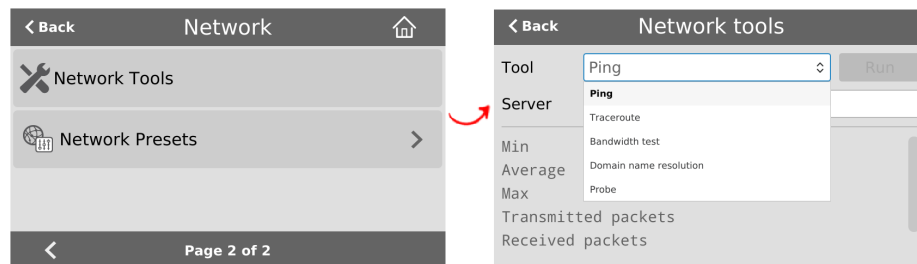 Back
Network
Network Tools
Network Presets
Page 2 of 2
Back
Network tools
Tool
Ping
Run
Server
Ping
Traceroute
Bandwidth test
Domain name resolution
Probe
Min
Average
Max
Transmitted packets
Received packets